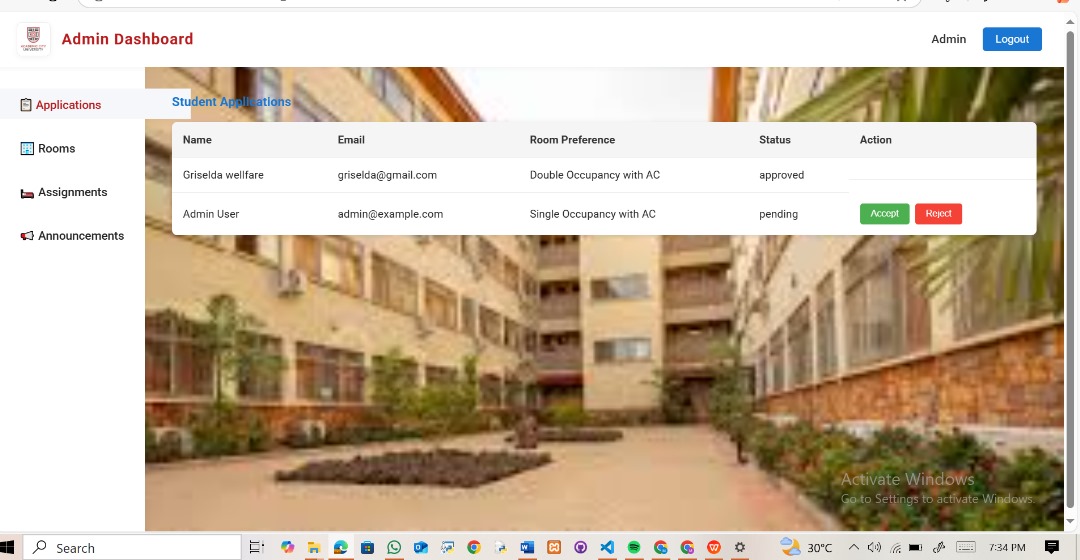 Admin Dashboard
Admin
Logout
Applications
Rooms
Assignments
Announcements
Student Applications
Name Email Room Preference Status Action
Griselda wellfare griselda@gmail.com Double Occupancy with AC approved
Admin User admin@example.com Single Occupancy with AC pending Accept Reject
Activate Windows
Go to Settings to activate Windows.
Search
30°C
7:34 PM